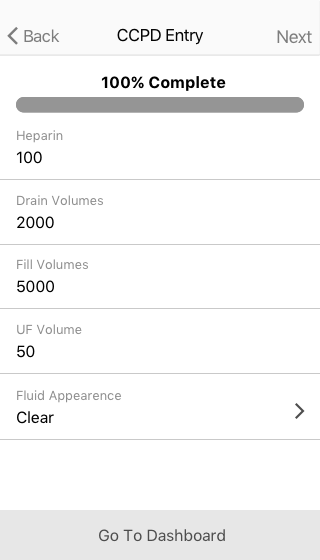 Back
CCPD Entry
Next
100% Complete
Heparin
100
Drain Volumes
2000
Fill Volumes
5000
UF Volume
50
Fluid Appearence
Clear
Go To Dashboard